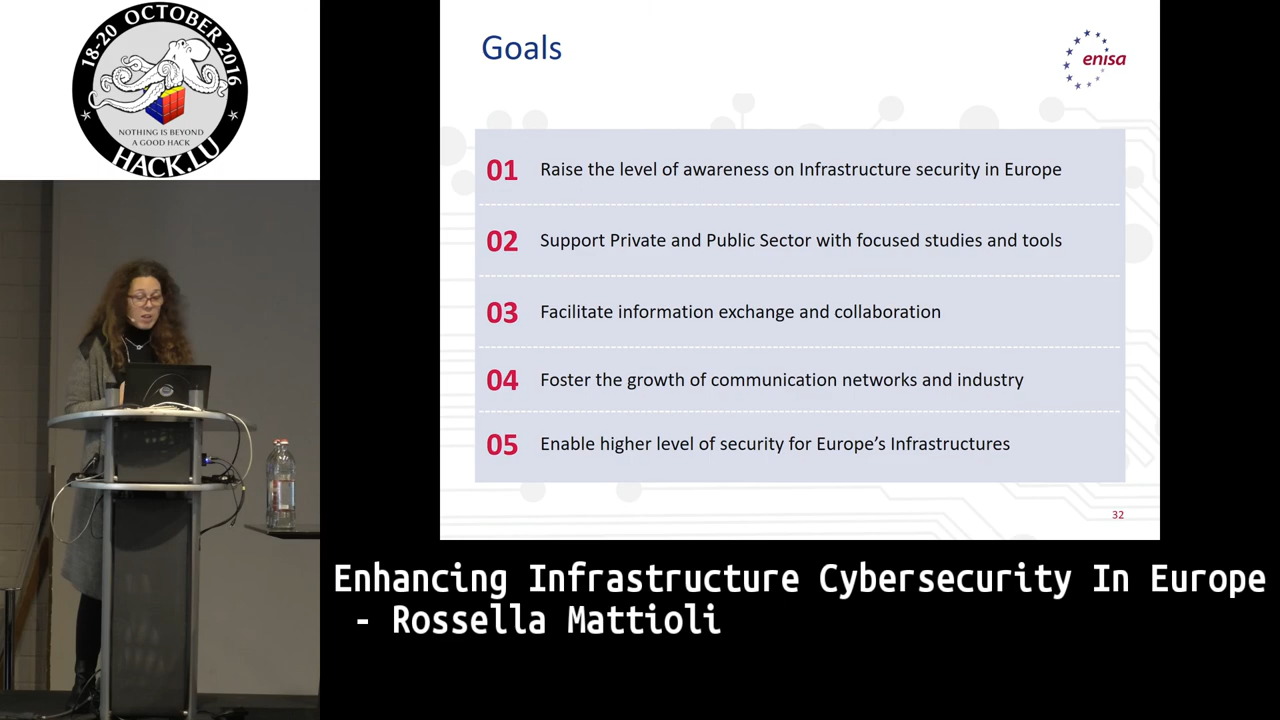 18-20 OCTOBER 2016
NOTHING IS BEYOND
A GOOD HACK
HACK.LU
Goals
enisa
01 Raise the level of awareness on Infrastructure security in Europe
02 Support Private and Public Sector with focused studies and tools
03 Facilitate information exchange and collaboration
04 Foster the growth of communication networks and industry
05 Enable higher level of security for Europe’s Infrastructures
32
Enhancing Infrastructure Cybersecurity In Europe
- Rossella Mattioli